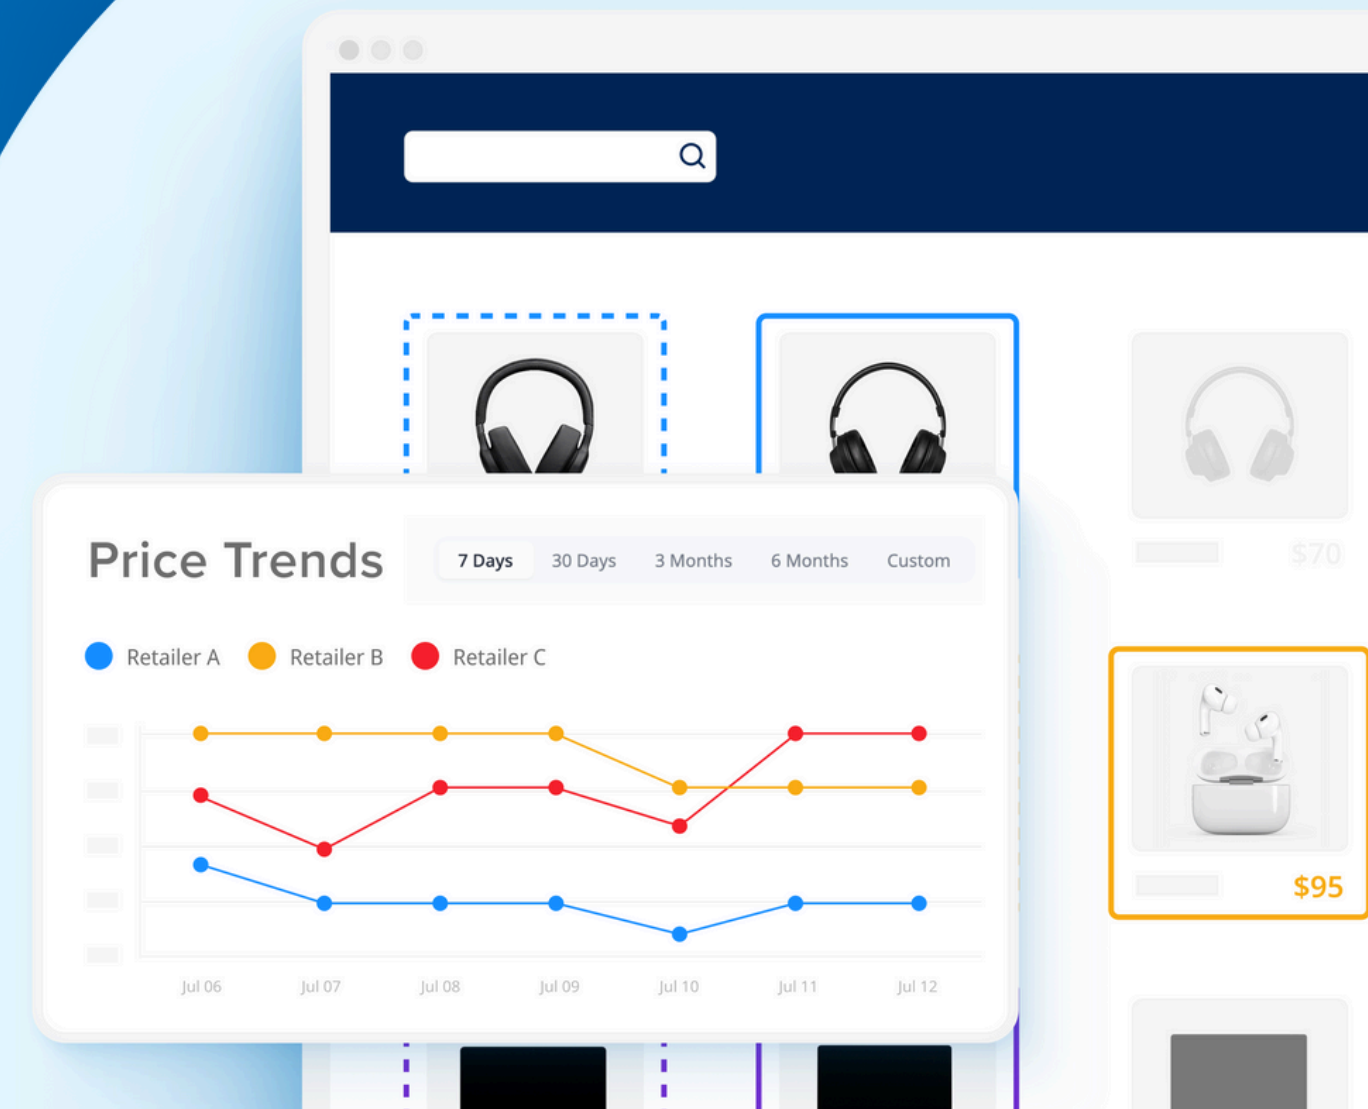 $70
Price Trends
7 Days 30 Days 3 Months 6 Months Custom
Retailer A Retailer B Retailer C
$95
Jul 06 Jul 07 Jul 08 Jul 09 Jul 10 Jul 11 Jul 12